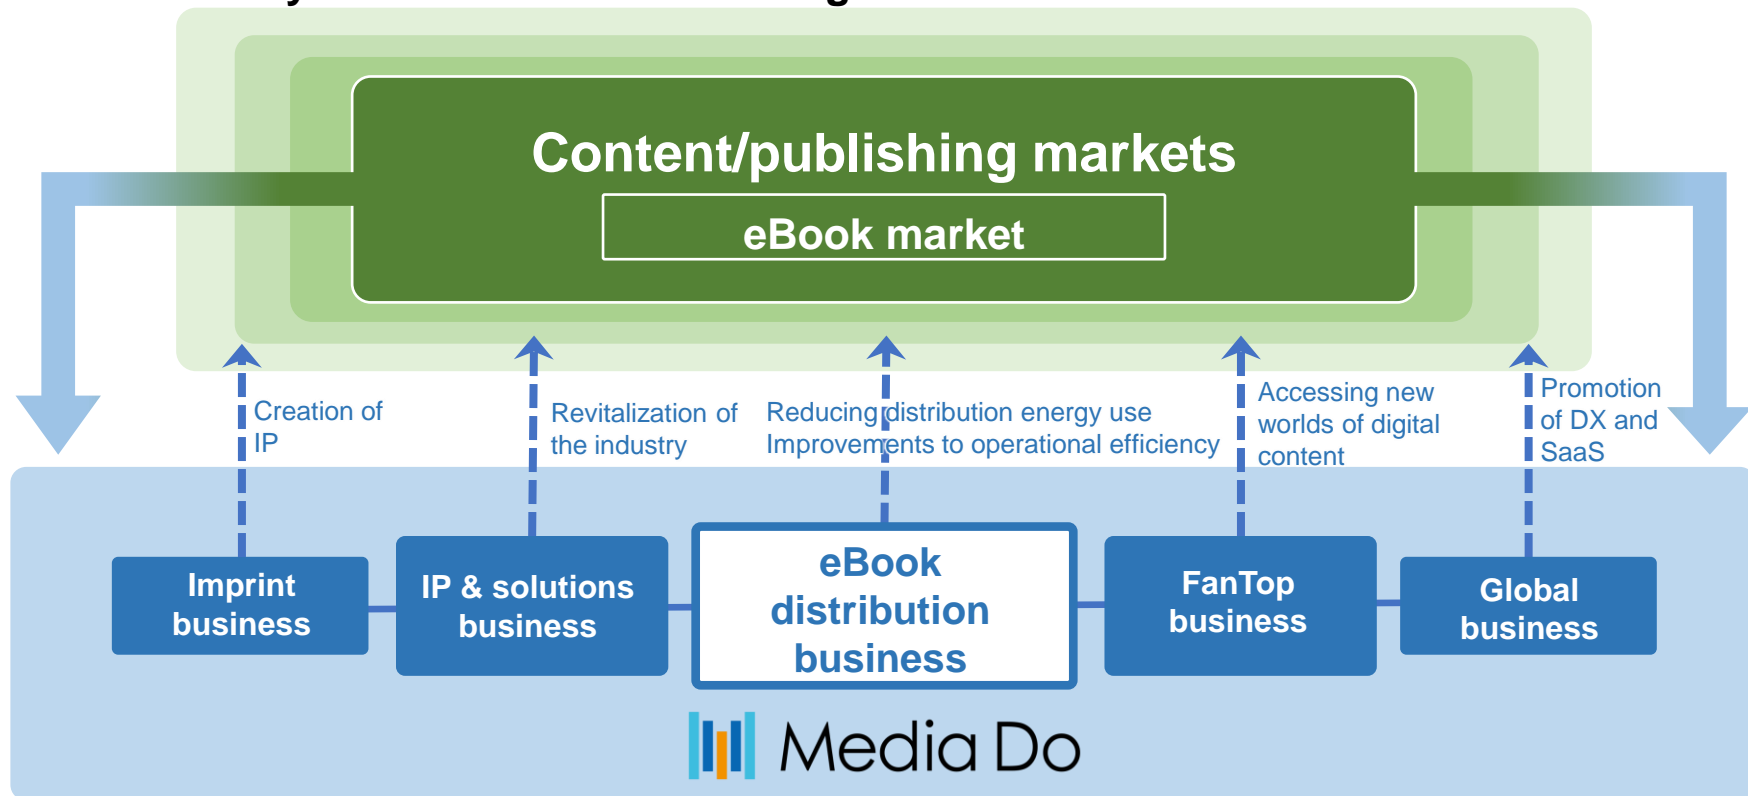 Content/publishing markets
eBook market
Creation of
IP
Revitalization of
the industry
Reducing distribution energy use
Improvements to operational efficiency
Accessing new
worlds of digital
content
Promotion
of DX and
SaaS
Imprint
business
IP & solutions
business
eBook
distribution
business
FanTop
business
Global
business
Media Do